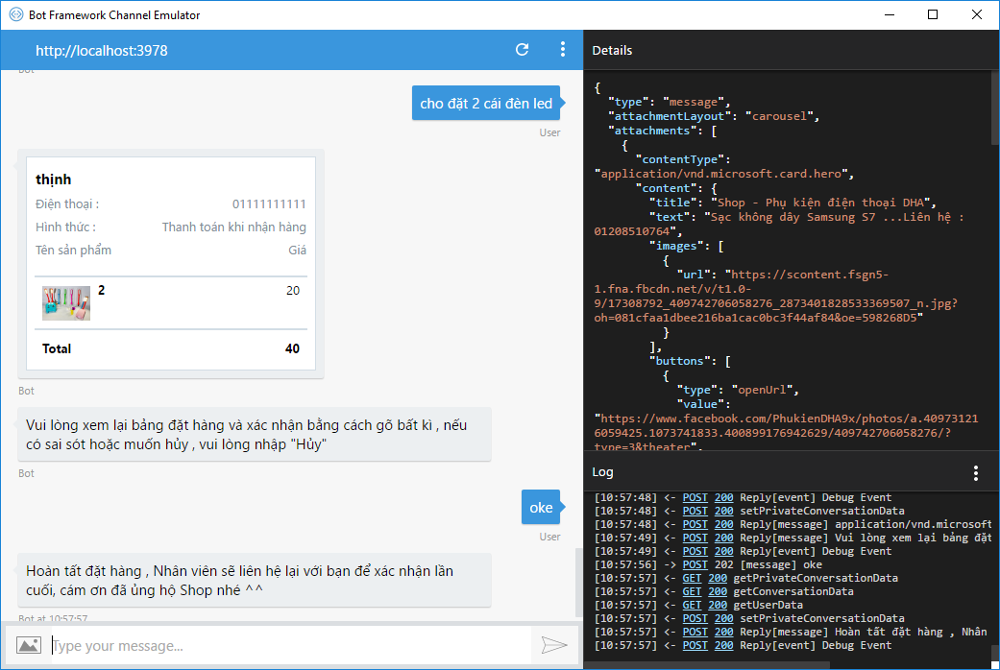 Bot Framework Channel Emulator
http://localhost:3978
Bot
cho đặt 2 cái đèn led
User
thịnh
Điện thoại : 01111111111
Hình thức : Thanh toán khi nhận hàng
Tên sản phẩm Giá
2 20
Total 40
Bot
Vui lòng xem lại bảng đặt hàng và xác nhận bằng cách gõ bất kì , nếu
có sai sót hoặc muốn hủy , vui lòng nhập "Hủy"
Bot
oke
User
Hoàn tất đặt hàng , Nhân viên sẽ liên hệ lại với bạn để xác nhận lần
cuối, cám ơn đã ủng hộ Shop nhé ^^
Bot at 10:57:57
Type your message...
Details
{
"type": "message",
"attachmentLayout": "carousel",
"attachments": [
{
"contentType":
"application/vnd.microsoft.card.hero",
"content": {
"title": "Shop - Phụ kiện điện thoại DHA",
"text": "Sạc không dây Samsung S7 ...Liên hệ :
01208510764",
"images": [
{
"url": "https://scontent.fsgn5-
1.fna.fbcdn.net/v/t1.0-
9/17308792_409742706058276_2873401828533369507_n.jpg?
oh=081cfaa1dbee216ba1cac0bc3f44af84&oe=598268D5"
}
],
"buttons": [
{
"type": "openUrl",
"value":
"https://www.facebook.com/PhukienDHA9x/photos/a.40973121
6059425.1073741833.400899176942629/409742706058276/?
type=3&theater",
Log
[10:57:48] <- POST 200 Reply[event] Debug Event
[10:57:48] <- POST 200 setPrivateConversationData
[10:57:48] <- POST 200 Reply[message] application/vnd.microsoft
[10:57:49] <- POST 200 Reply[message] Vui lòng xem lại bảng đặt
[10:57:49] <- POST 200 Reply[event] Debug Event
[10:57:56] -> POST 202 [message] oke
[10:57:57] <- GET 200 getPrivateConversationData
[10:57:57] <- GET 200 getConversationData
[10:57:57] <- GET 200 getUserData
[10:57:57] <- POST 200 setPrivateConversationData
[10:57:57] <- POST 200 Reply[message] Hoàn tất đặt hàng , Nhân
[10:57:57] <- POST 200 Reply[event] Debug Event